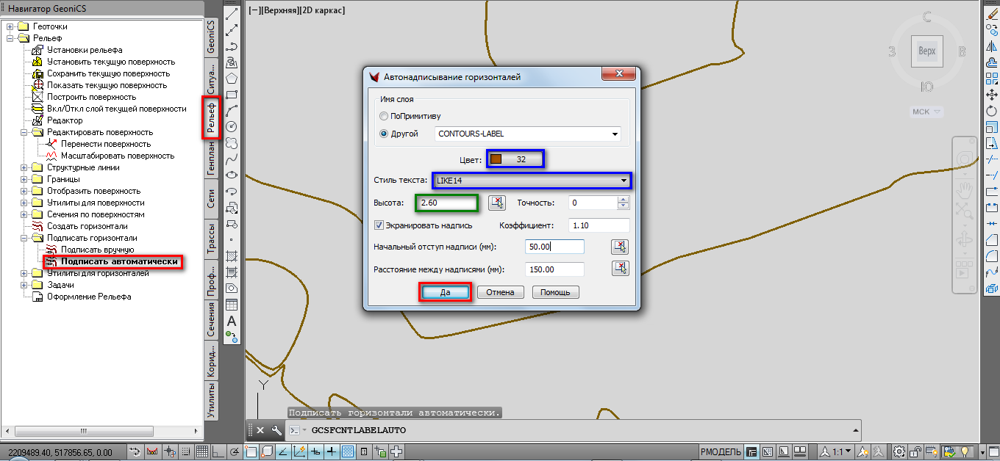 Навигатор GeoniCS
Геоточки
Рельеф
Установки рельефа
Установить текущую поверхность
Сохранить текущую поверхность
Показать текущую поверхность
Построить поверхность
Вкл/Откл слой текущей поверхности
Редактор
Редактировать поверхность
Перенести поверхность
Масштабировать поверхность
Структурные линии
Границы
Отобразить поверхность
Утилиты для поверхности
Сечения по поверхностям
Создать горизонтали
Подписать горизонтали
Подписать вручную
Подписать автоматически
Утилиты для горизонталей
Задачи
Оформление Рельефа
GeoniCS
Ситуа...
Рельеф
Генплан
Сети
Трассы
Проф...
Сечения
Корид...
Утилиты
A
[−][Верхняя][2D каркас]
С
З
Верх
В
Ю
МСК
Автонадписывание горизонталей
Имя слоя
ПоПримитиву
Другой
CONTOURS-LABEL
Цвет:
32
Стиль текста:
LIKE14
Высота:
2.60
Точность:
0
Экранировать надпись
Коэффициент:
1.10
Начальный отступ надписи (мм):
50.00
Расстояние между надписями (мм):
150.00
Да
Отмена
Помощь
Y
Подписать горизонтали автоматически.
GCSFCNTLABELAUTO
2209489.40, 517856.65, 0.00
РМОДЕЛЬ
1:1